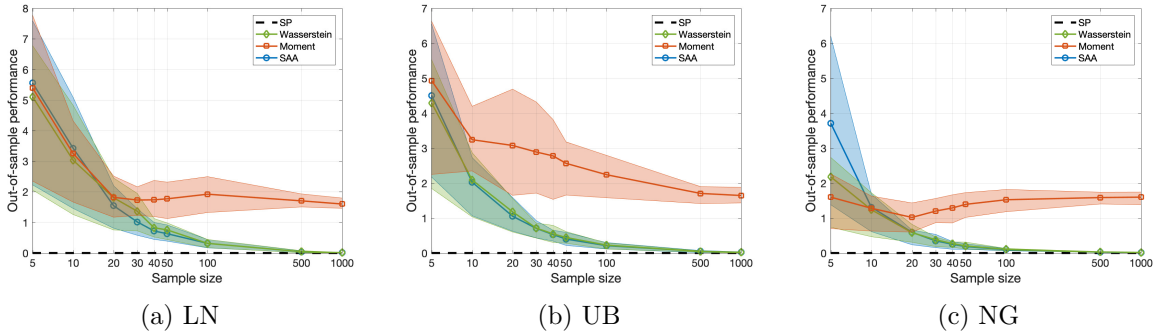 8
7
6
5
4
3
2
1
0
Out-of-sample performance
SP
Wasserstein
Moment
SAA
5 10 20 30 40 50 100 500 1000
Sample size
(a) LN
7
6
5
4
3
2
1
0
Out-of-sample performance
SP
Wasserstein
Moment
SAA
5 10 20 30 40 50 100 500 1000
Sample size
(b) UB
7
6
5
4
3
2
1
0
Out-of-sample performance
SP
Wasserstein
Moment
SAA
5 10 20 30 40 50 100 500 1000
Sample size
(c) NG